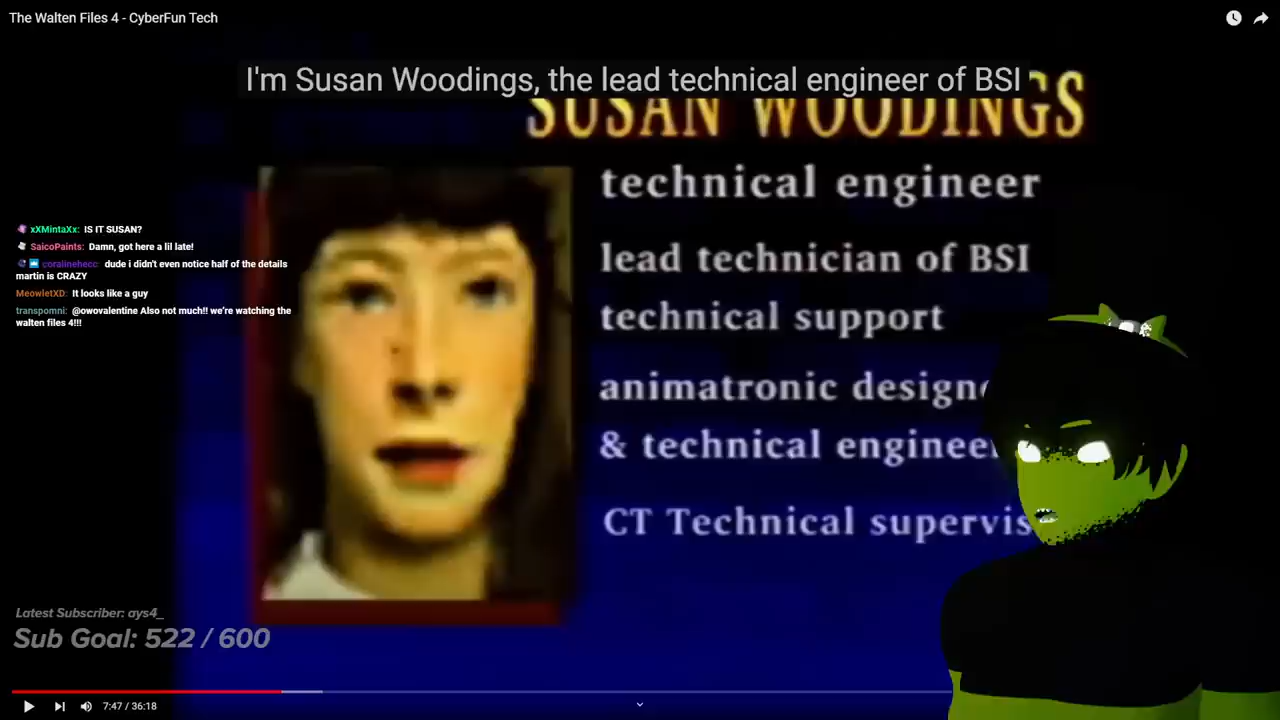 The Walten Files 4 - CyberFun Tech
I'm Susan Woodings, the lead technical engineer of BSI
SUSAN WOODINGS
technical engineer
lead technician of BSI
technical support
animatronic designe
& technical engineer
CT Technical supervis
xXMintaXx: IS IT SUSAN?
SaicoPaints: Damn, got here a lil late!
coralinehecc: dude i didn't even notice half of the details
martin is CRAZY
MeowletXD: It looks like a guy
transpomni: @owovalentine Also not much!! we're watching the
walten files 4!!!
Latest Subscriber: ays4_
Sub Goal: 522 / 600
7:47 / 36:18